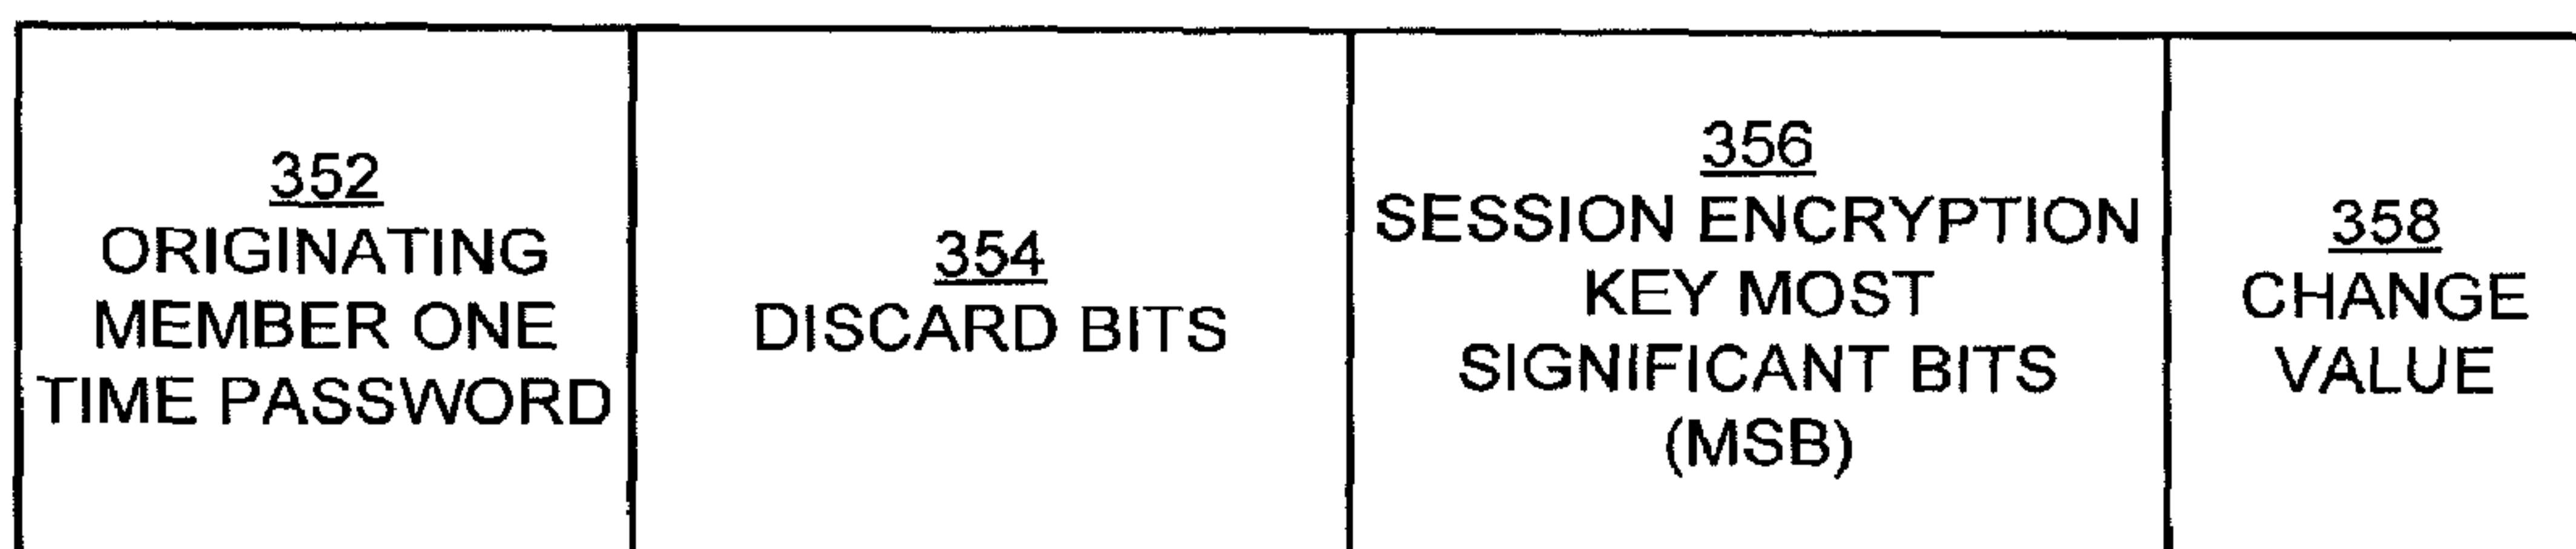 352
ORIGINATING
MEMBER ONE
TIME PASSWORD
354
DISCARD BITS
356
SESSION ENCRYPTION
KEY MOST
SIGNIFICANT BITS
(MSB)
358
CHANGE
VALUE